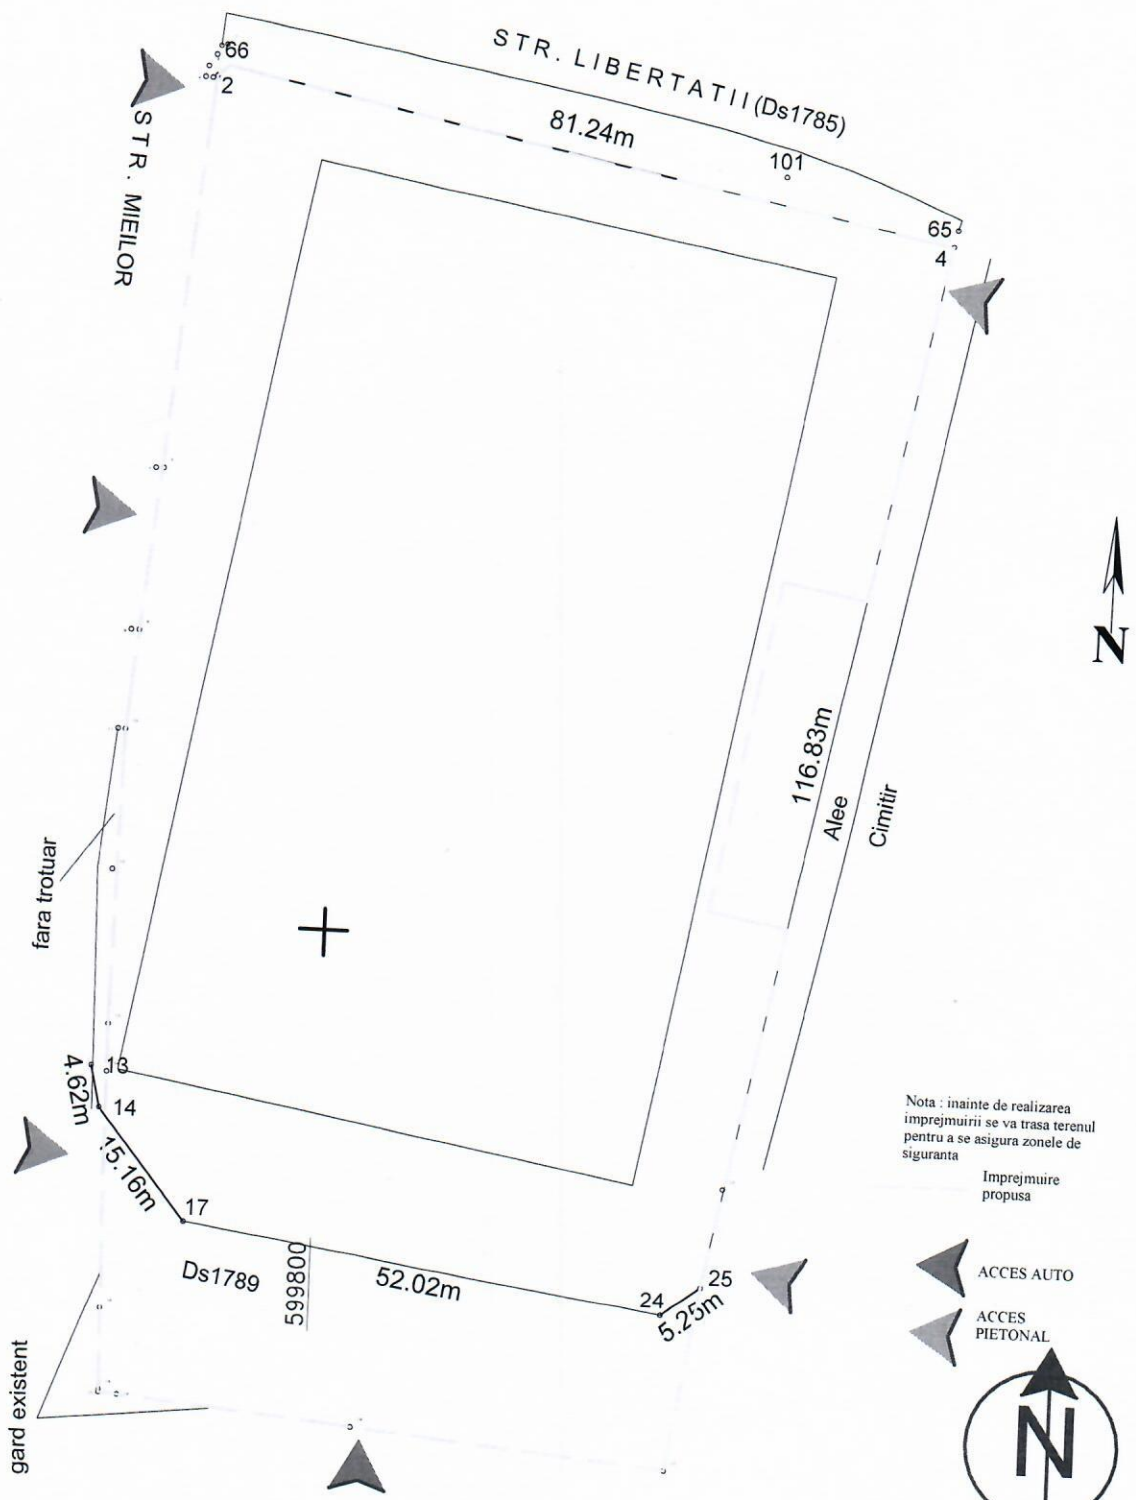 STR. LIBERTATII (Ds1785)
66
2
81.24m
101
65
4
STR. MIEILOR
N
116.83m
Alee
Cimitir
fara trotuar
13
4.62m
14
15.16m
17
Ds1789
599800
52.02m
24
25
5.25m
gard existent
Nota : inainte de realizarea
imprejmuirii se va trasa terenul
pentru a se asigura zonele de
siguranta
Imprejmuire
propusa
ACCES AUTO
ACCES
PIETONAL
N